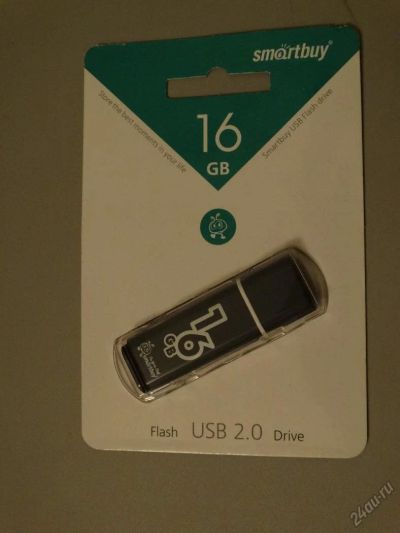 smartbuy
Store the best moments in your life
Smartbuy USB Flash drive
16
GB
16
GB
smartbuy
Flash USB 2.0 Drive
24au.ru